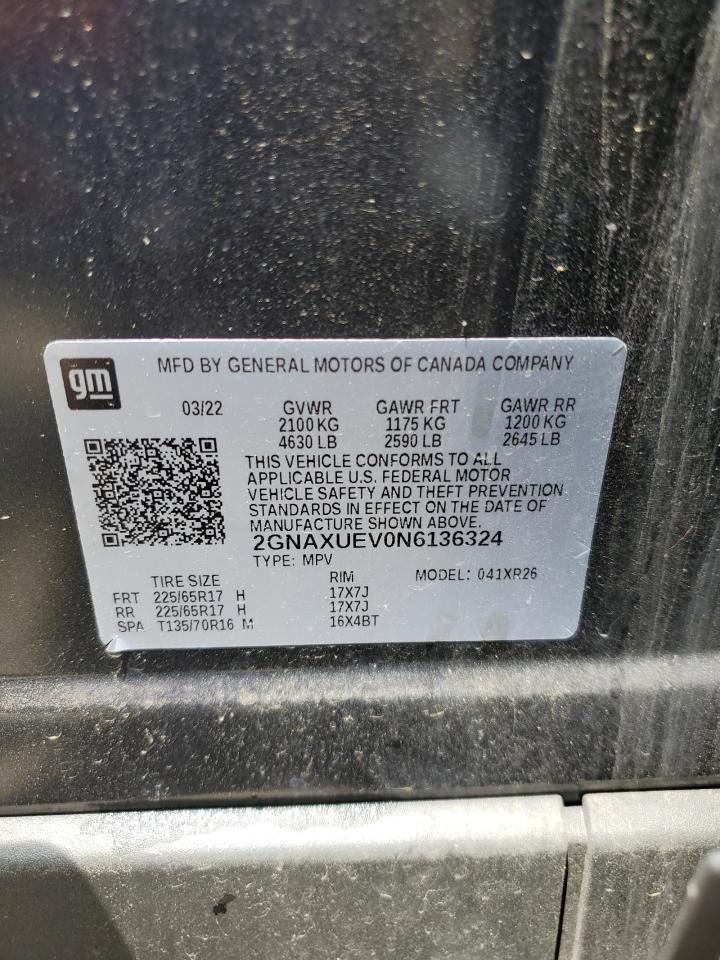 gm
MFD BY GENERAL MOTORS OF CANADA COMPANY
03/22 GVWR GAWR FRT GAWR RR
2100 KG 1175 KG 1200 KG
4630 LB 2590 LB 2645 LB
THIS VEHICLE CONFORMS TO ALL
APPLICABLE U.S. FEDERAL MOTOR
VEHICLE SAFETY AND THEFT PREVENTION
STANDARDS IN EFFECT ON THE DATE OF
MANUFACTURE SHOWN ABOVE.
2GNAXUEV0N6136324
TYPE: MPV
TIRE SIZE RIM MODEL: 041XR26
FRT 225/65R17 H 17X7J
RR 225/65R17 H 17X7J
SPA T135/70R16 M 16X4BT